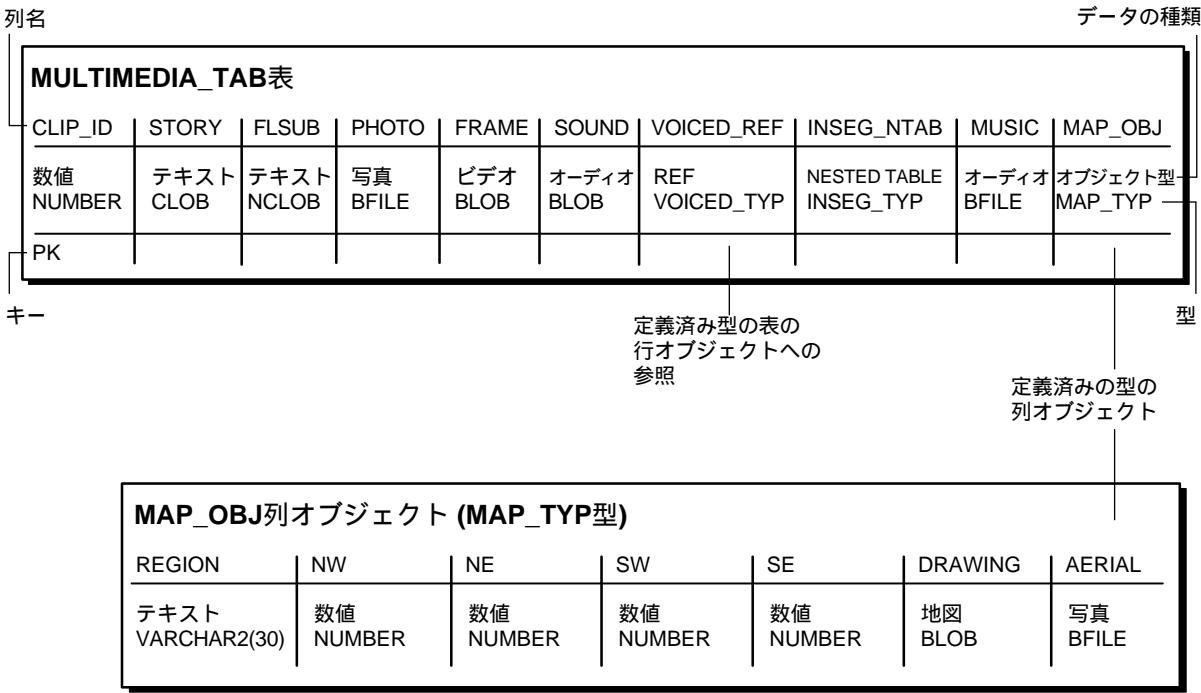 列名
データの種類
MULTIMEDIA_TAB表
CLIP_ID STORY FLSUB PHOTO FRAME SOUND VOICED_REF INSEG_NTAB MUSIC MAP_OBJ
数値 テキスト テキスト 写真 ビデオ オーディオ REF NESTED TABLE オーディオ オブジェクト型
NUMBER CLOB NCLOB BFILE BLOB BLOB VOICED_TYP INSEG_TYP BFILE MAP_TYP
PK
キー
型
定義済み型の表の
行オブジェクトへの
参照
定義済みの型の
列オブジェクト
MAP_OBJ列オブジェクト (MAP_TYP型)
REGION NW NE SW SE DRAWING AERIAL
テキスト 数値 数値 数値 数値 地図 写真
VARCHAR2(30) NUMBER NUMBER NUMBER NUMBER BLOB BFILE